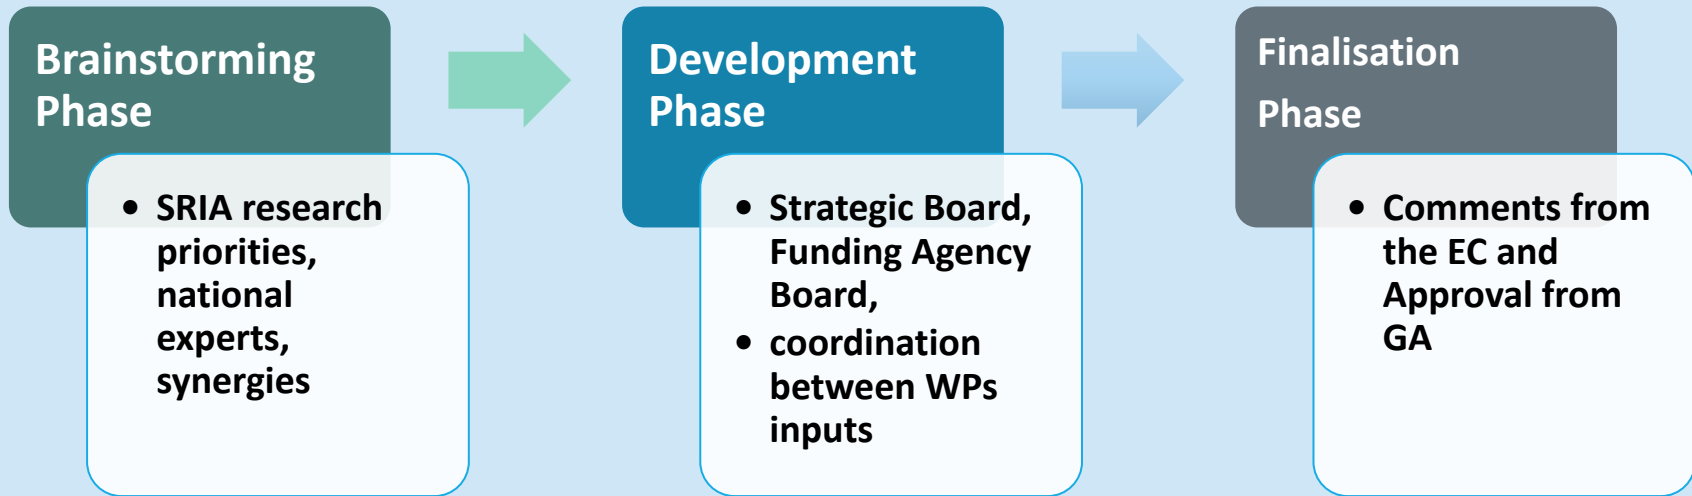 Brainstorming
Phase
• SRIA research
priorities,
national
experts,
synergies
Development
Phase
• Strategic Board,
Funding Agency
Board,
• coordination
between WPs
inputs
Finalisation
Phase
• Comments from
the EC and
Approval from
GA